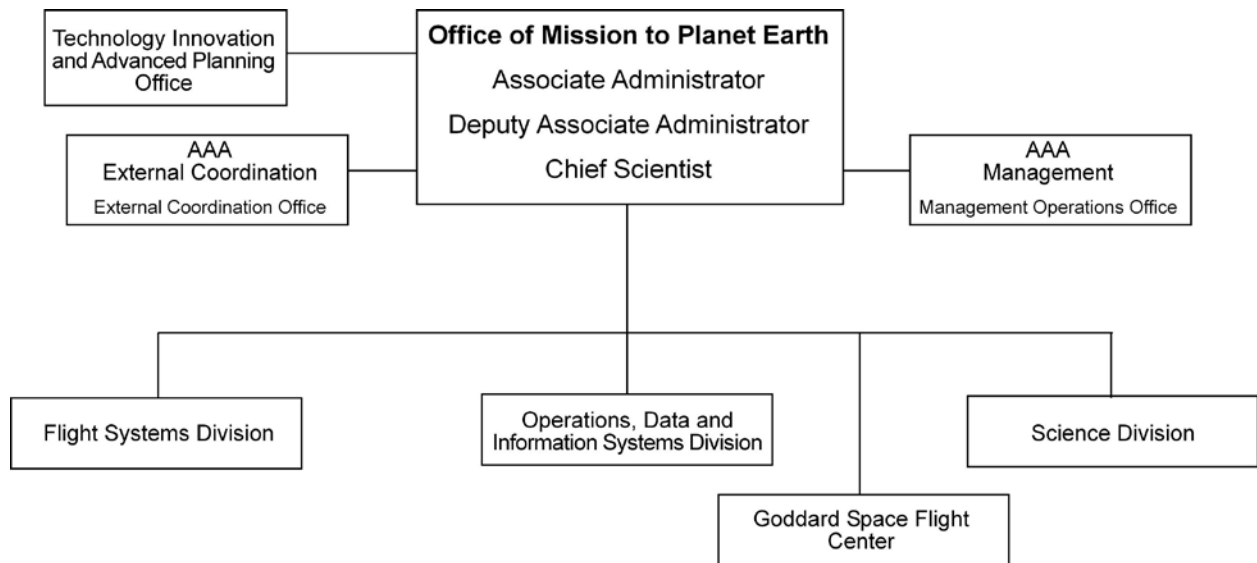 Technology Innovation
and Advanced Planning
Office
Office of Mission to Planet Earth
Associate Administrator
Deputy Associate Administrator
Chief Scientist
AAA
External Coordination
External Coordination Office
AAA
Management
Management Operations Office
Flight Systems Division
Operations, Data and
Information Systems Division
Science Division
Goddard Space Flight
Center